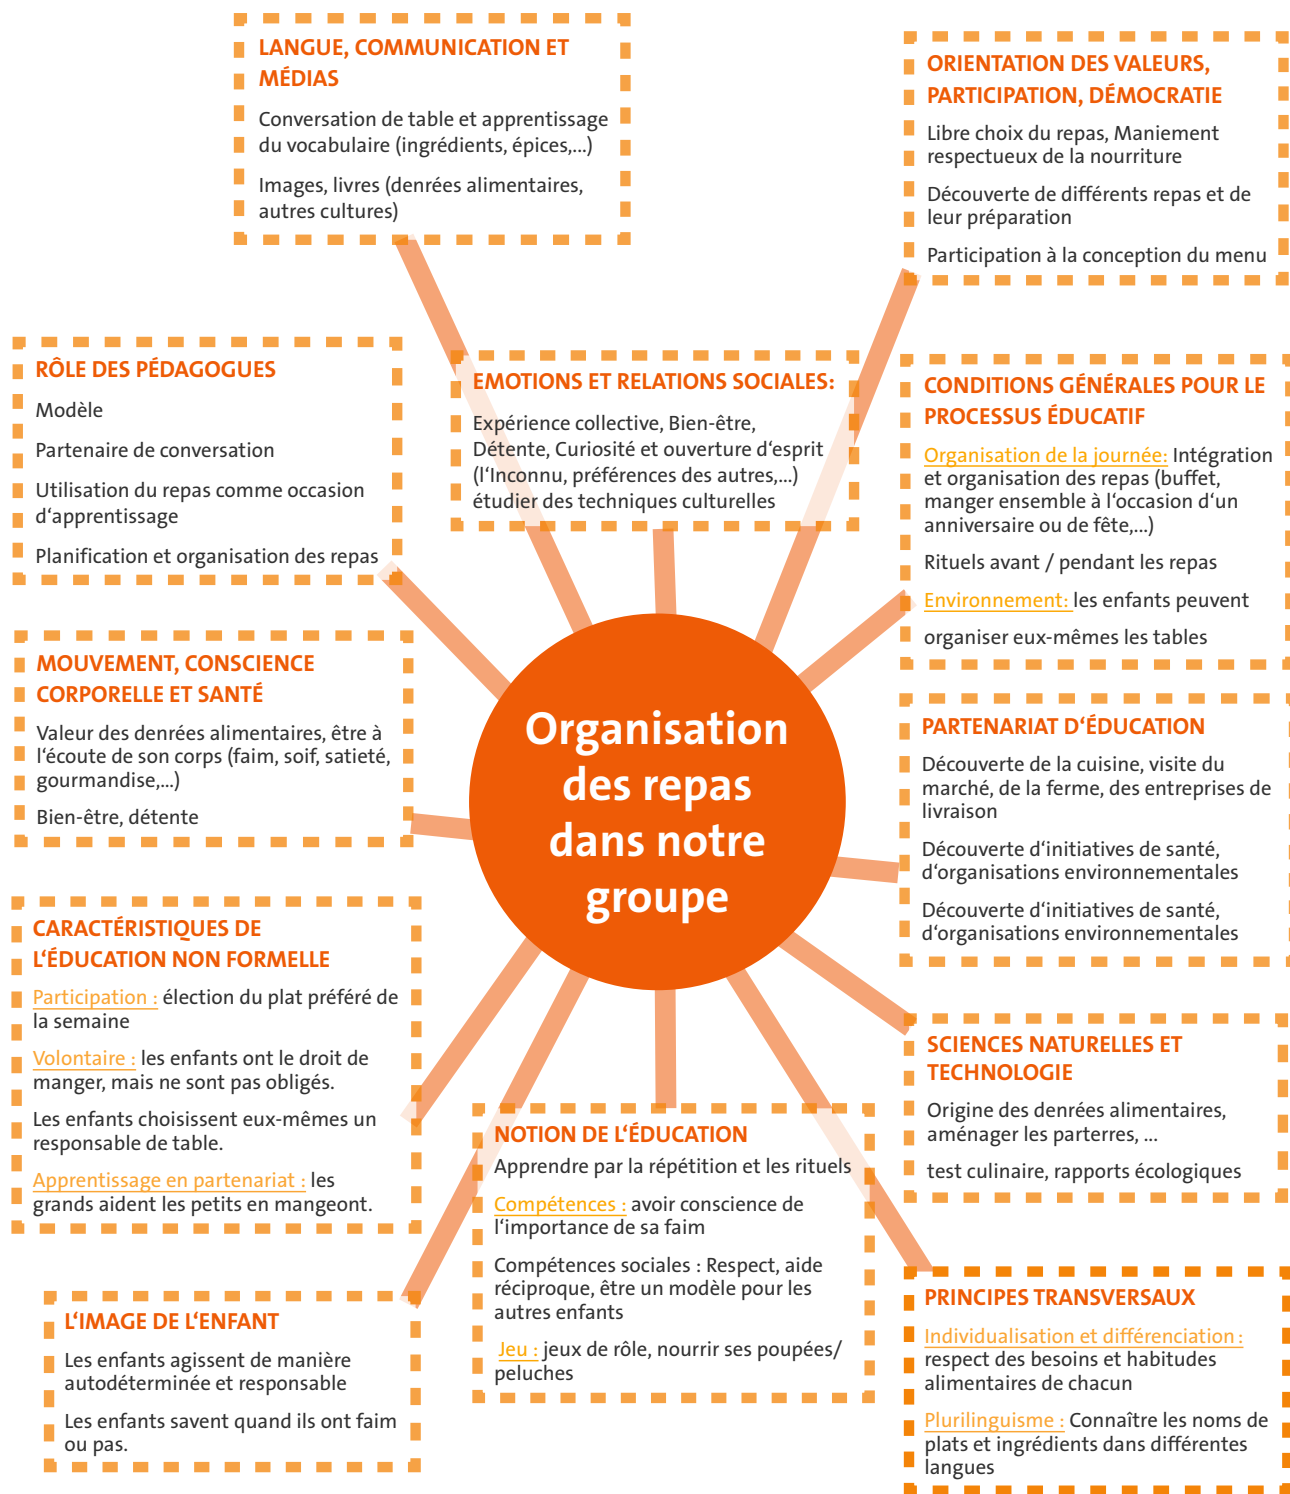 LANGUE, COMMUNICATION ET
MÉDIAS
Conversation de table et apprentissage
du vocabulaire (ingrédients, épices,...)
Images, livres (denrées alimentaires,
autres cultures)
ORIENTATION DES VALEURS,
PARTICIPATION, DÉMOCRATIE
Libre choix du repas, Maniement
respectueux de la nourriture
Découverte de différents repas et de
leur préparation
Participation à la conception du menu
RÔLE DES PÉDAGOGUES
Modèle
Partenaire de conversation
Utilisation du repas comme occasion
d‘apprentissage
Planification et organisation des repas
EMOTIONS ET RELATIONS SOCIALES:
Expérience collective, Bien-être,
Détente, Curiosité et ouverture d‘esprit
(l‘Inconnu, préférences des autres,...)
étudier des techniques culturelles
CONDITIONS GÉNÉRALES POUR LE
PROCESSUS ÉDUCATIF
Organisation de la journée: Intégration
et organisation des repas (buffet,
manger ensemble à l‘occasion d‘un
anniversaire ou de fête,...)
Rituels avant / pendant les repas
Environnement: les enfants peuvent
organiser eux-mêmes les tables
MOUVEMENT, CONSCIENCE
CORPORELLE ET SANTÉ
Valeur des denrées alimentaires, être à
l‘écoute de son corps (faim, soif, satieté,
gourmandise,...)
Bien-être, détente
Organisation
des repas
dans notre
groupe
PARTENARIAT D‘ÉDUCATION
Découverte de la cuisine, visite du
marché, de la ferme, des entreprises de
livraison
Découverte d‘initiatives de santé,
d‘organisations environnementales
Découverte d‘initiatives de santé,
d‘organisations environnementales
CARACTÉRISTIQUES DE
L‘ÉDUCATION NON FORMELLE
Participation : élection du plat préféré de
la semaine
Volontaire : les enfants ont le droit de
manger, mais ne sont pas obligés.
Les enfants choisissent eux-mêmes un
responsable de table.
Apprentissage en partenariat : les
grands aident les petits en mangeont.
SCIENCES NATURELLES ET
TECHNOLOGIE
Origine des denrées alimentaires,
aménager les parterres, ...
test culinaire, rapports écologiques
NOTION DE L‘ÉDUCATION
Apprendre par la répétition et les rituels
Compétences : avoir conscience de
l‘importance de sa faim
Compétences sociales : Respect, aide
réciproque, être un modèle pour les
autres enfants
Jeu : jeux de rôle, nourrir ses poupées/
peluches
L‘IMAGE DE L‘ENFANT
Les enfants agissent de manière
autodéterminée et responsable
Les enfants savent quand ils ont faim
ou pas.
PRINCIPES TRANSVERSAUX
Individualisation et différenciation :
respect des besoins et habitudes
alimentaires de chacun
Plurilinguisme : Connaître les noms de
plats et ingrédients dans différentes
langues